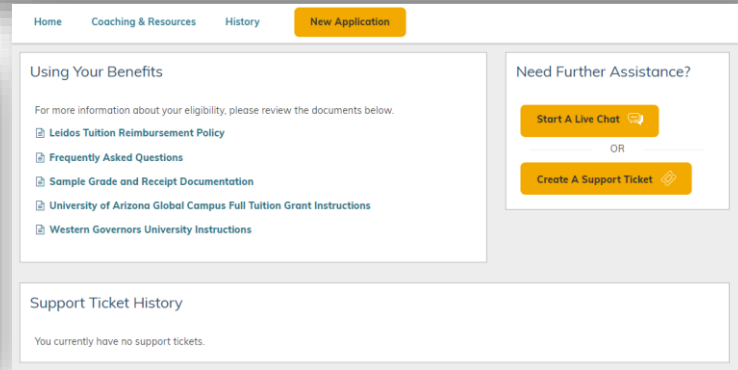 Home Coaching & Resources History New Application
Using Your Benefits
For more information about your eligibility, please review the documents below.
Leidos Tuition Reimbursement Policy
Frequently Asked Questions
Sample Grade and Receipt Documentation
University of Arizona Global Campus Full Tuition Grant Instructions
Western Governors University Instructions
Need Further Assistance?
Start A Live Chat
OR
Create A Support Ticket
Support Ticket History
You currently have no support tickets.